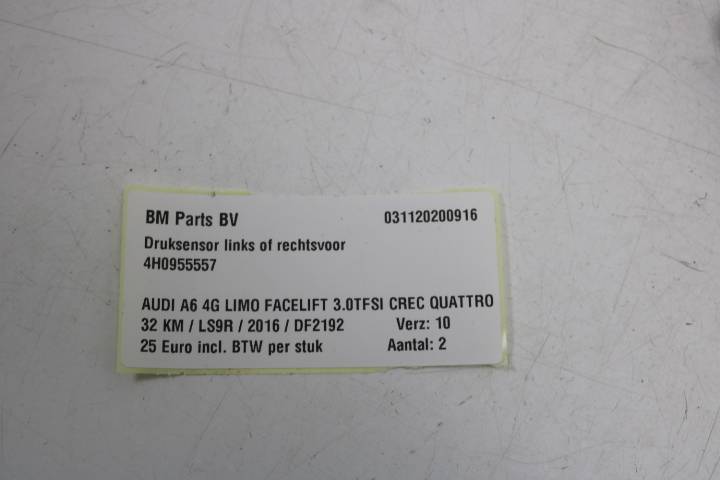 BM Parts BV 031120200916
Druksensor links of rechtsvoor
4H0955557
AUDI A6 4G LIMO FACELIFT 3.0TFSI CREC QUATTRO
32 KM / LS9R / 2016 / DF2192 Verz: 10
25 Euro incl. BTW per stuk Aantal: 2